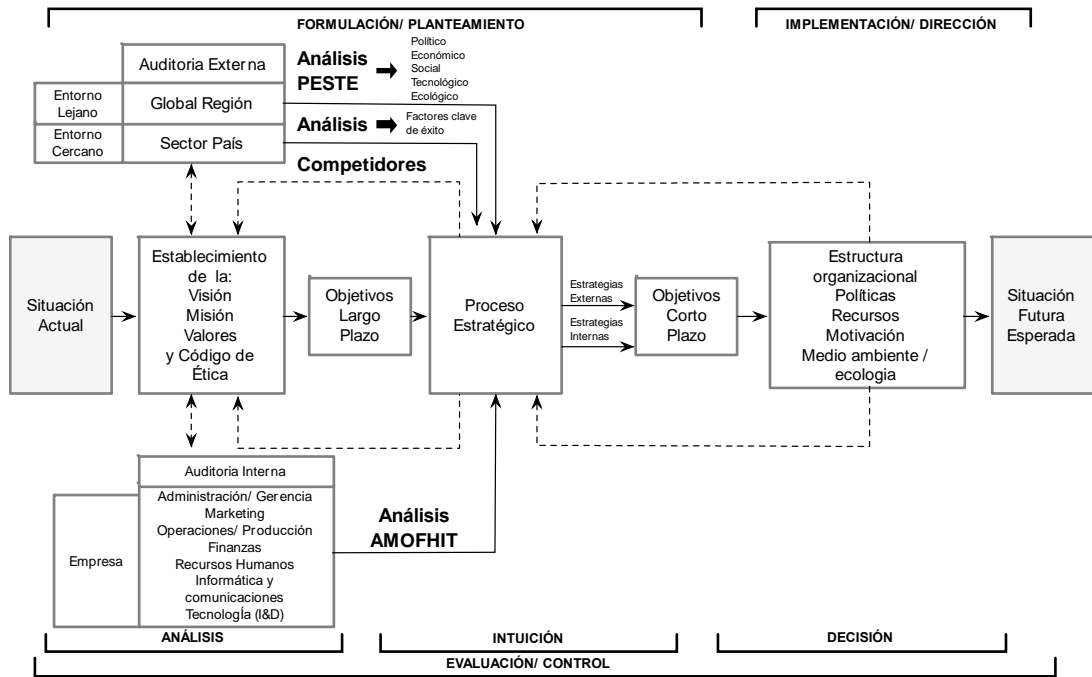 FORMULACIÓN/ PLANTEAMIENTO
IMPLEMENTACIÓN/ DIRECCIÓN
Auditoria Externa
Entorno
Lejano
Global Región
Entorno
Cercano
Sector País
Análisis
PESTE
Político
Económico
Social
Tecnológico
Ecológico
Análisis
Factores clave
de éxito
Competidores
Situación
Actual
Establecimiento
de la:
Visión
Misión
Valores
y Código de
Ética
Objetivos
Largo
Plazo
Proceso
Estratégico
Estrategias
Externas
Estrategias
Internas
Objetivos
Corto
Plazo
Estructura
organizacional
Políticas
Recursos
Motivación
Medio ambiente /
ecologia
Situación
Futura
Esperada
Auditoria Interna
Empresa
Administración/ Gerencia
Marketing
Operaciones/ Producción
Finanzas
Recursos Humanos
Informática y
comunicaciones
Tecnología (I&D)
Análisis
AMOFHIT
ANÁLISIS
INTUICIÓN
DECISIÓN
EVALUACIÓN/ CONTROL